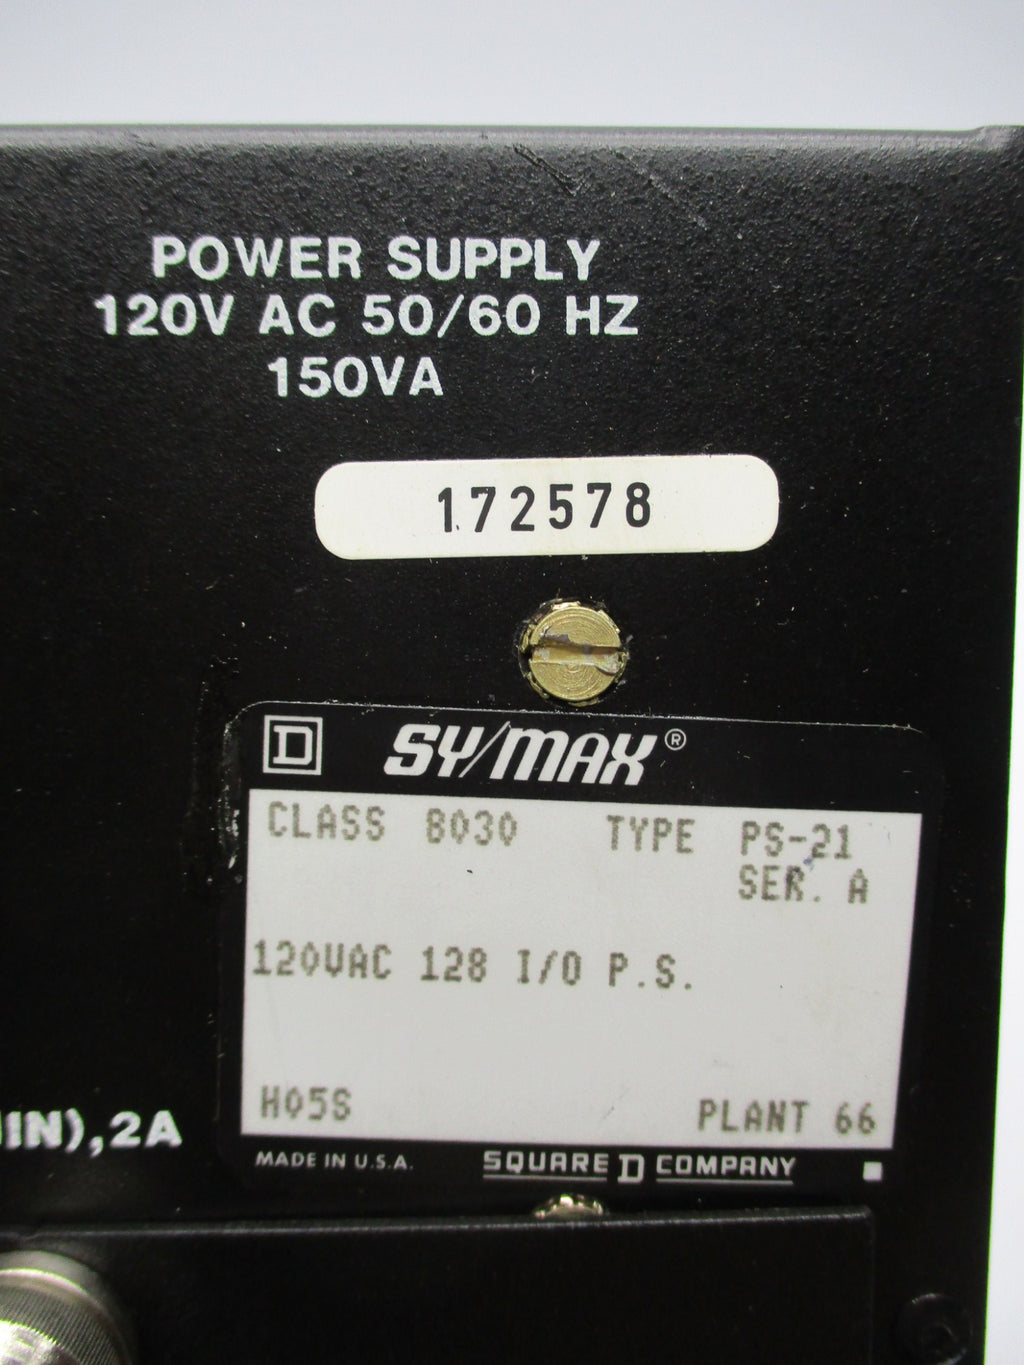 POWER SUPPLY
120V AC 50/60 HZ
150VA
172578
D SY/MAX®
CLASS 8030 TYPE PS-21
SER. A
120VAC 128 I/O P.S.
H05S PLANT 66
),2A
MADE IN U.S.A. SQUARE D COMPANY